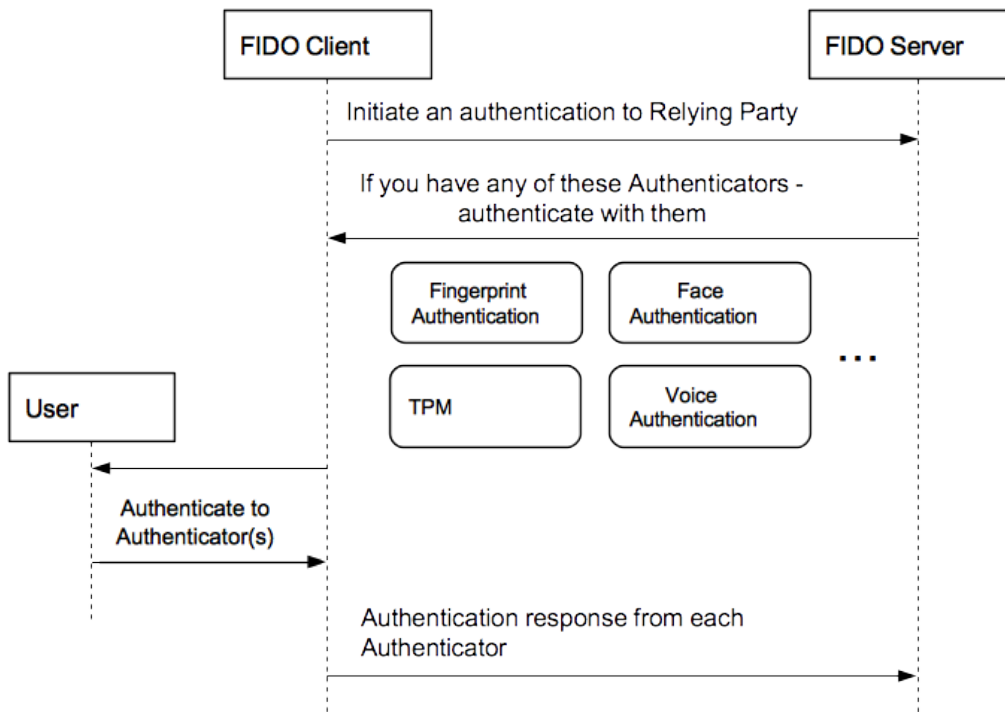 FIDO Client
FIDO Server
Initiate an authentication to Relying Party
If you have any of these Authenticators -
authenticate with them
Fingerprint
Authentication
Face
Authentication
...
TPM
Voice
Authentication
User
Authenticate to
Authenticator(s)
Authentication response from each
Authenticator